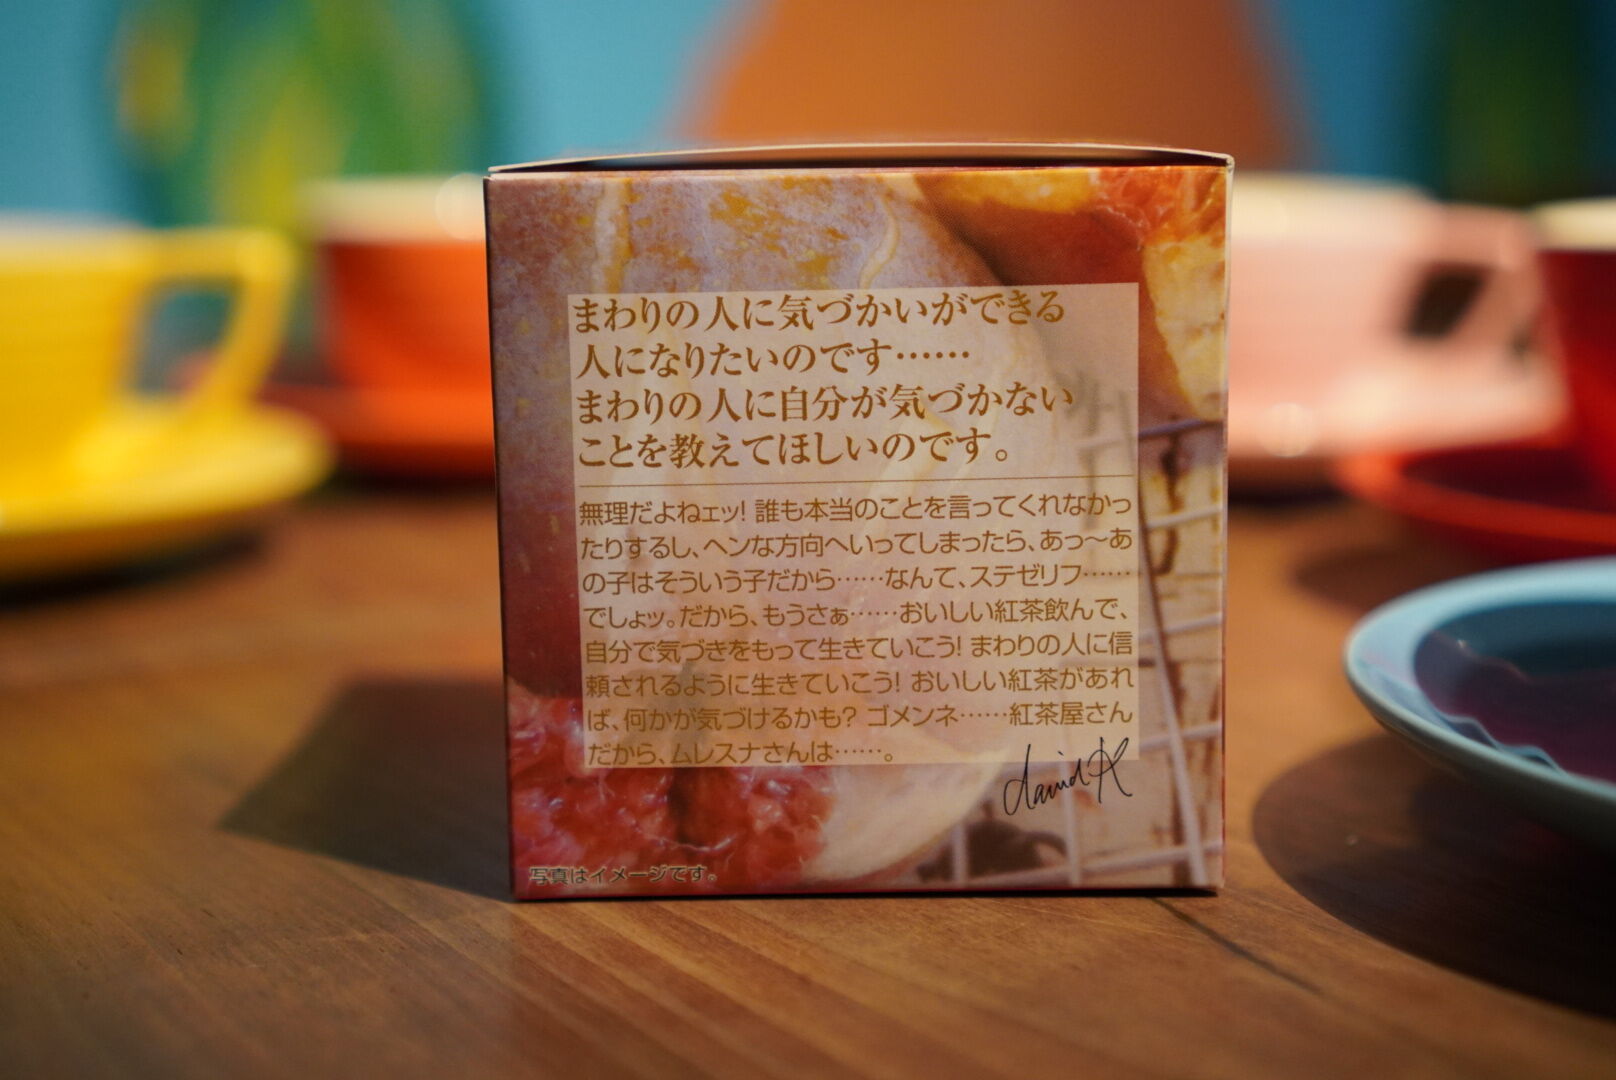 まわりの人に気づかいができる
人になりたいのです……
まわりの人に自分が気づかない
ことを教えてほしいのです。
無理だよねェッ! 誰も本当のことを言ってくれなかっ
たりするし、ヘンな方向へいってしまったら、あっ〜あ
の子はそういう子だから……なんて、ステゼリフ……
でしょッ。だから、もうさぁ……おいしい紅茶飲んで、
自分で気づきをもって生きていこう! まわりの人に信
頼されるように生きていこう! おいしい紅茶があれ
ば、何かが気づけるかも? ゴメンネ……紅茶屋さん
だから、ムレスナさんは……。
david K
写真はイメージです。